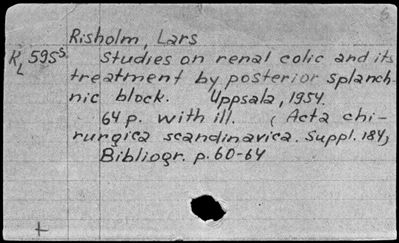 Risholm, Lars
R 595s Studies on renal colic and its
L treatment by posterior splanch-
nic block. Uppsala, 1954.
64 p. with ill. (Acta chi-
rurgica scandinavica. Suppl. 184)
Bibliogr. p. 60-64
+